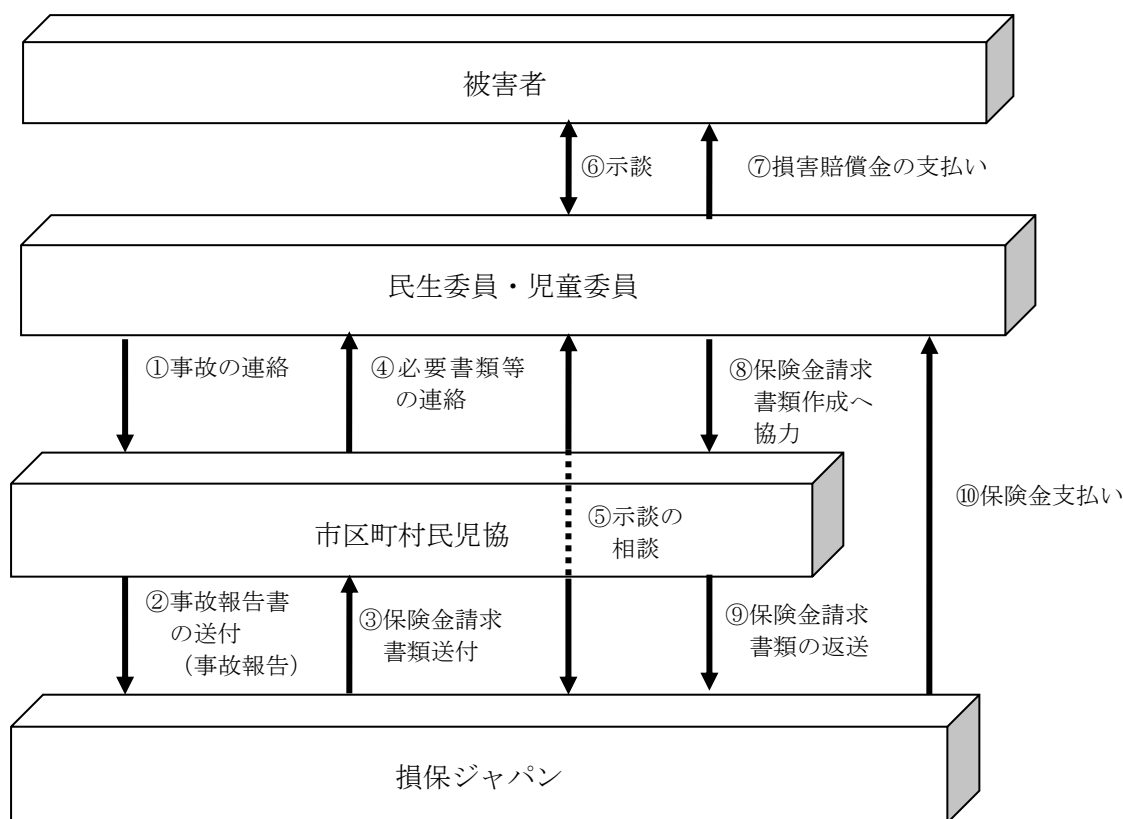 被害者
⑥示談
⑦損害賠償金の支払い
民生委員・児童委員
①事故の連絡
④必要書類等
の連絡
⑧保険金請求
書類作成へ
協力
⑩保険金支払い
市区町村民児協
⑤示談の
相談
②事故報告書
の送付
（事故報告）
③保険金請求
書類送付
⑨保険金請求
書類の返送
損保ジャパン